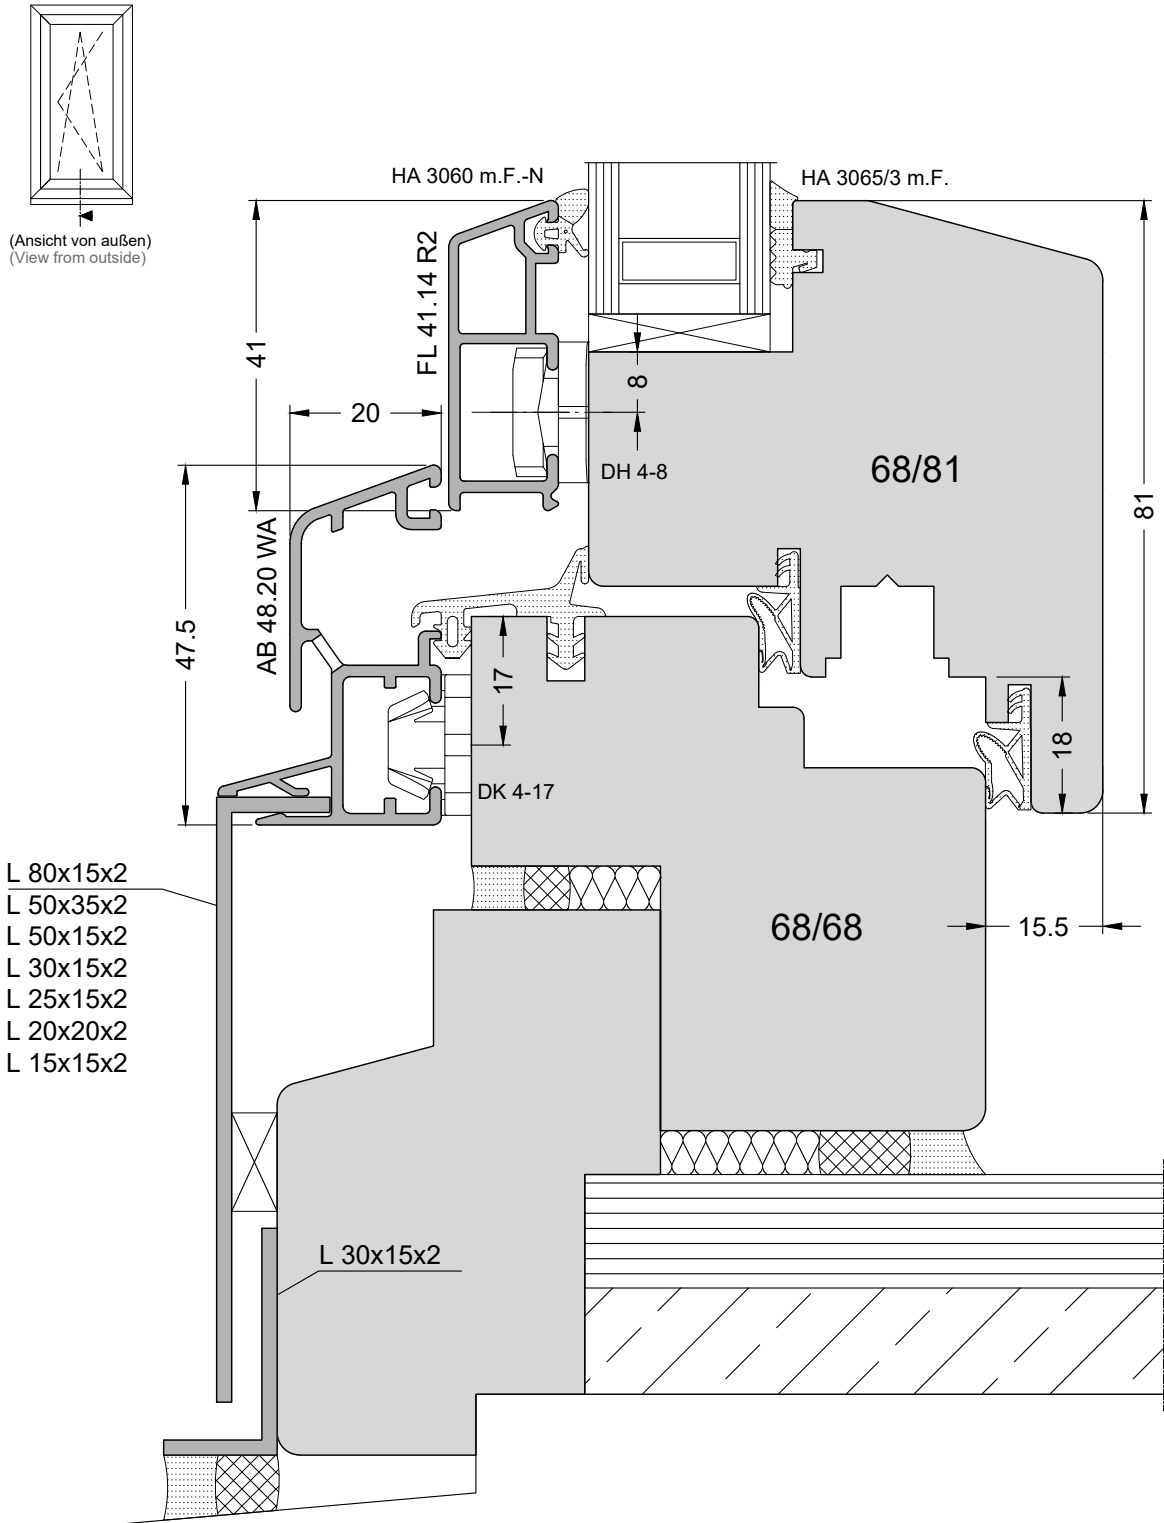 (Ansicht von außen)
(View from outside)
HA 3060 m.F.-N
HA 3065/3 m.F.
FL 41.14 R2
41
20
8
DH 4-8
68/81
81
AB 48.20 WA
47.5
17
DK 4-17
18
L 80x15x2
L 50x35x2
L 50x15x2
L 30x15x2
L 25x15x2
L 20x20x2
L 15x15x2
68/68
15.5
L 30x15x2